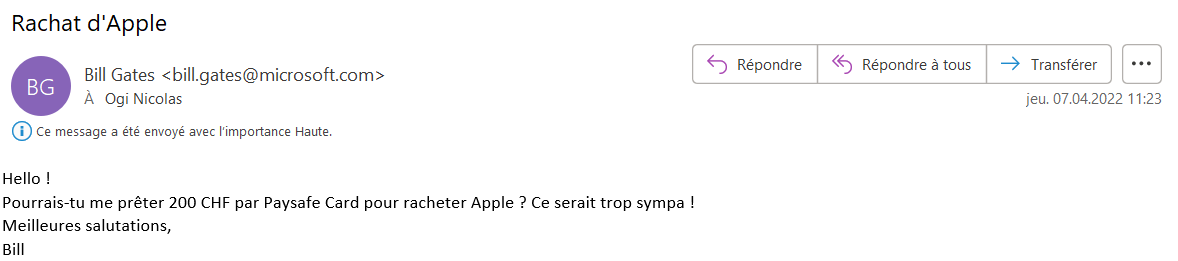 Rachat d'Apple
BG
Bill Gates <bill.gates@microsoft.com>
À Ogi Nicolas
Répondre
Répondre à tous
Transférer
jeu. 07.04.2022 11:23
Ce message a été envoyé avec l'importance Haute.
Hello !
Pourrais-tu me prêter 200 CHF par Paysafe Card pour racheter Apple ? Ce serait trop sympa !
Meilleures salutations,
Bill